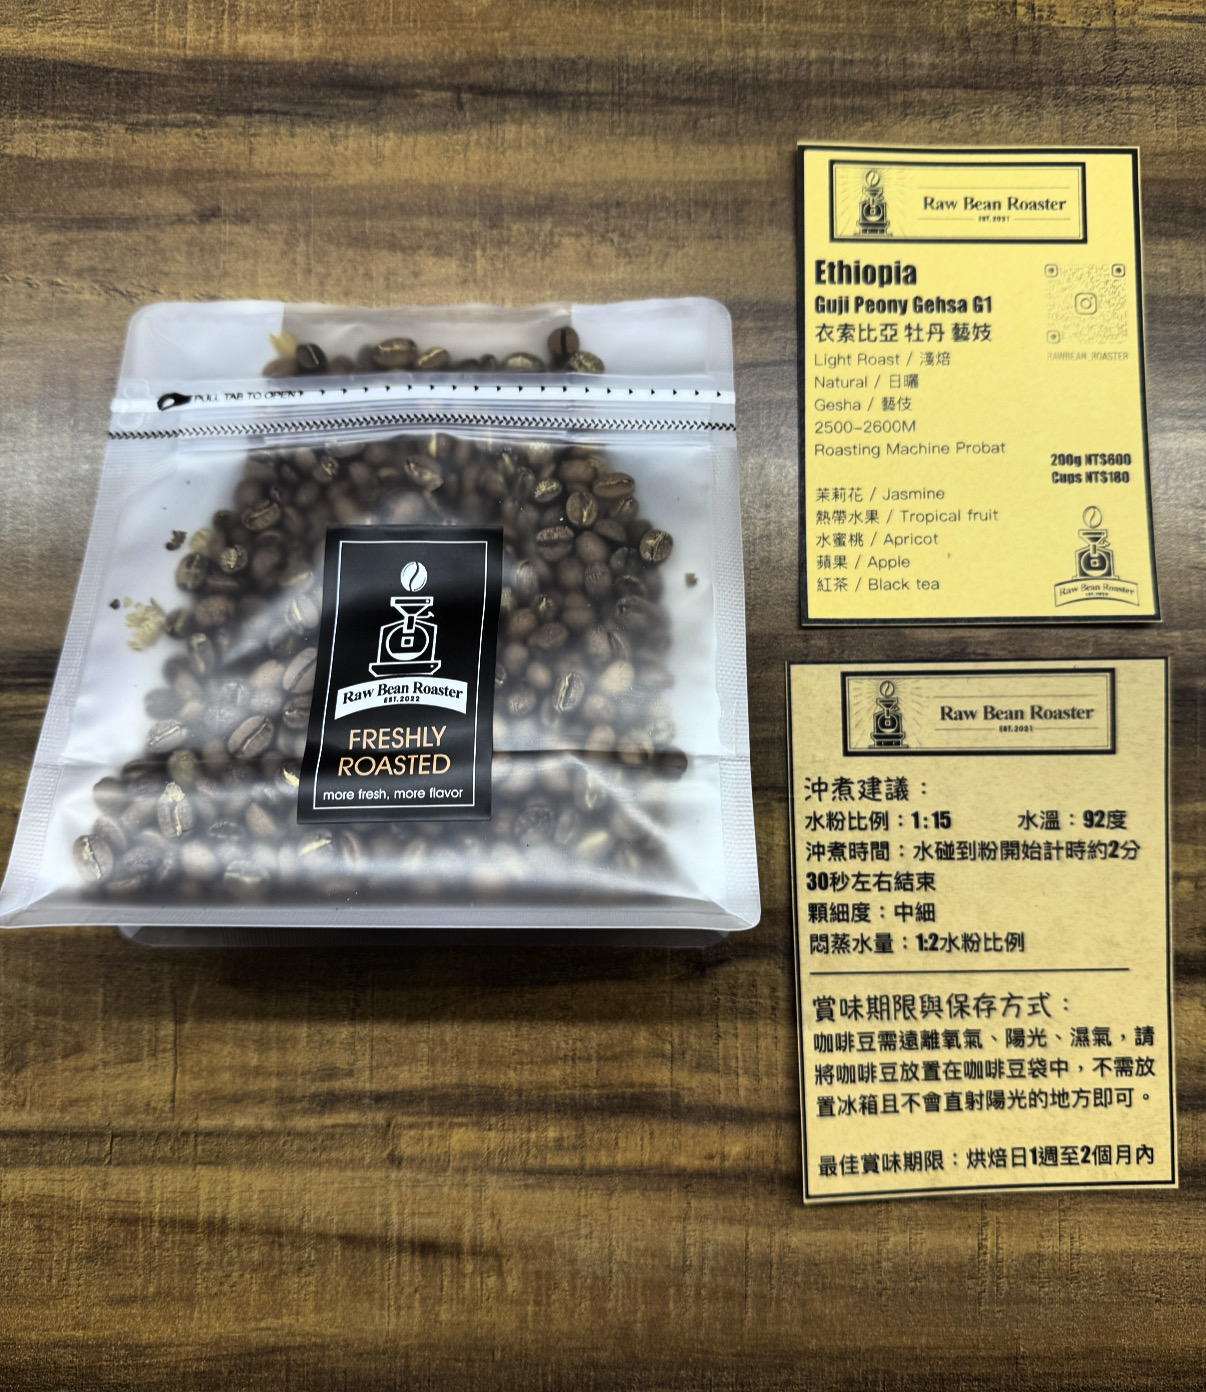 PULL TAB TO OPEN
Raw Bean Roaster
EST.2022
FRESHLY
ROASTED
more fresh, more flavor
Raw Bean Roaster
EST.2021
Ethiopia
Guji Peony Gehsa G1
衣索比亞 牡丹 藝妓
Light Roast / 淺焙
Natural / 日曬
Gesha / 藝伎
2500-2600M
Roasting Machine Probat
RAWBEAN_ROASTER
200g NT$600
Cups NT$180
茉莉花 / Jasmine
熱帶水果 / Tropical fruit
水蜜桃 / Apricot
蘋果 / Apple
紅茶 / Black tea
Raw Bean Roaster
Raw Bean Roaster
EST.2021
沖煮建議：
水粉比例：1:15 水溫：92度
沖煮時間：水碰到粉開始計時約2分
30秒左右結束
顆細度：中細
悶蒸水量：1:2水粉比例
賞味期限與保存方式：
咖啡豆需遠離氧氣、陽光、濕氣，請
將咖啡豆放置在咖啡豆袋中，不需放
置冰箱且不會直射陽光的地方即可。
最佳賞味期限：烘焙日1週至2個月內